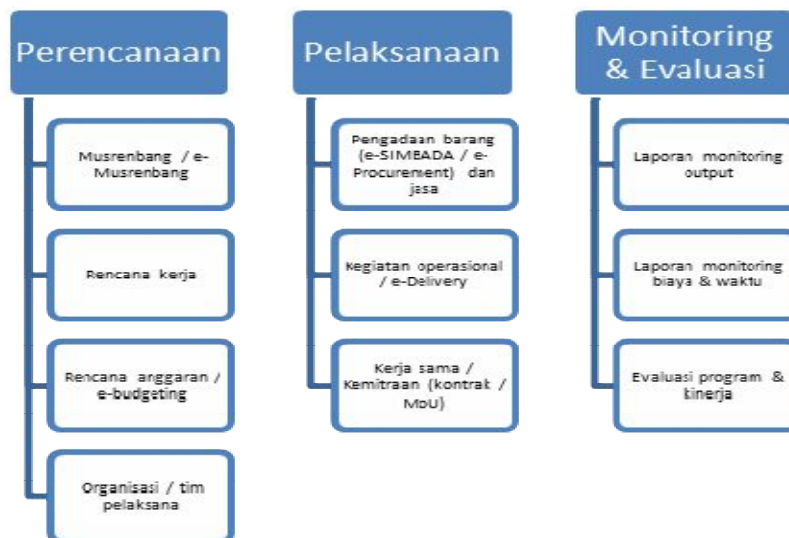 Perencanaan
Musrenbang / e-
Musrenbang
Rencana kerja
Rencana anggaran /
e-budgeting
Organisasi / tim
pelaksana
Pelaksanaan
Pengadaan barang
(e-SIMBADA / e-
Procurement) dan
jasa
Kegiatan operasional
/ e-Delivery
Kerja sama /
Kemitraan (kontrak /
MoU)
Monitoring
& Evaluasi
Laporan monitoring
output
Laporan monitoring
biaya & waktu
Evaluasi program &
kinerja